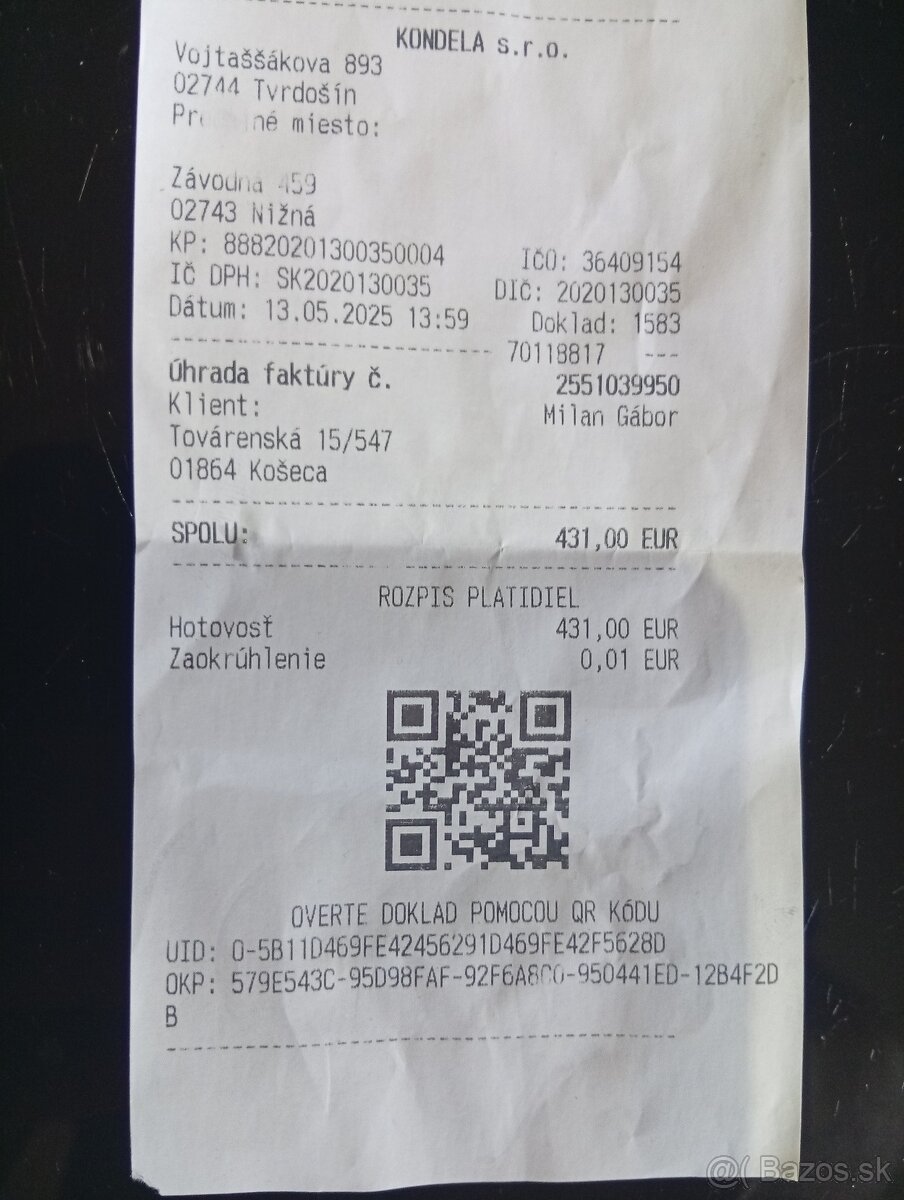 KONDELA s.r.o.
Vojtaššákova 893
02744 Tvrdošín
miesto:
Závodná 459
02743 Nižná
KP: 88820201300350004
IČO: 36409154
IČ DPH: SK2020130035
DIČ: 2020130035
Dátum: 13.05.2025 13:59
Doklad: 1583
70118817 ---
Úhrada faktúry č. 2551039950
Klient: Milan Gábor
Továrenská 15/547
01864 Košeca
SPOLU: 431,00 EUR
ROZPIS PLATIDIEL
Hotovosť 431,00 EUR
Zaokrúhlenie 0,01 EUR
OVERTE DOKLAD POMOCOU QR KóDU
UID: O-5B11D469FE42456291D469FE42F5628D
OKP: 579E543C-95D98FAF-92F6A8C0-950441ED-12B4F2D
B
@( Bazos.sk